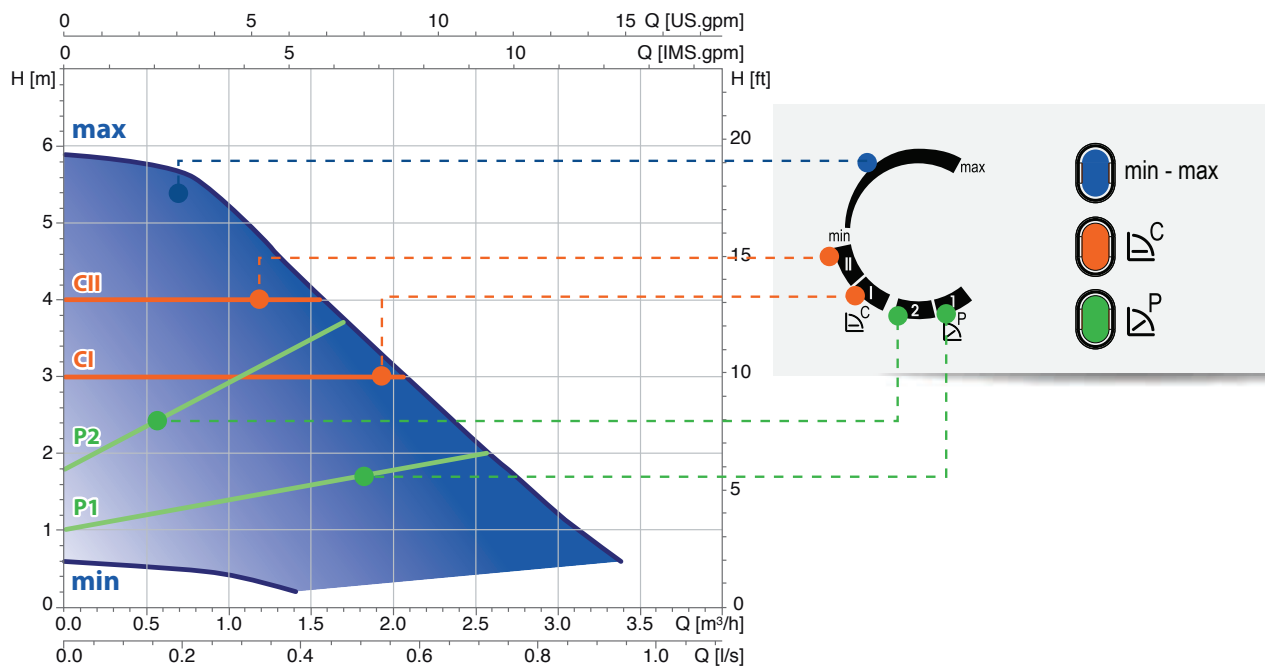 0 5 10 15 Q [US.gpm]
0 5 10 Q [IMS.gpm]
H [m] H [ft]
max
6 20
5
15
4 CII
CI
3 10
P2
2
5
P1
1
min
0 0
0.0 0.5 1.0 1.5 2.0 2.5 3.0 3.5 Q [m³/h]
0.0 0.2 0.4 0.6 0.8 1.0 Q [l/s]
max
min
II
I
2
1
C
P
min - max
C
P